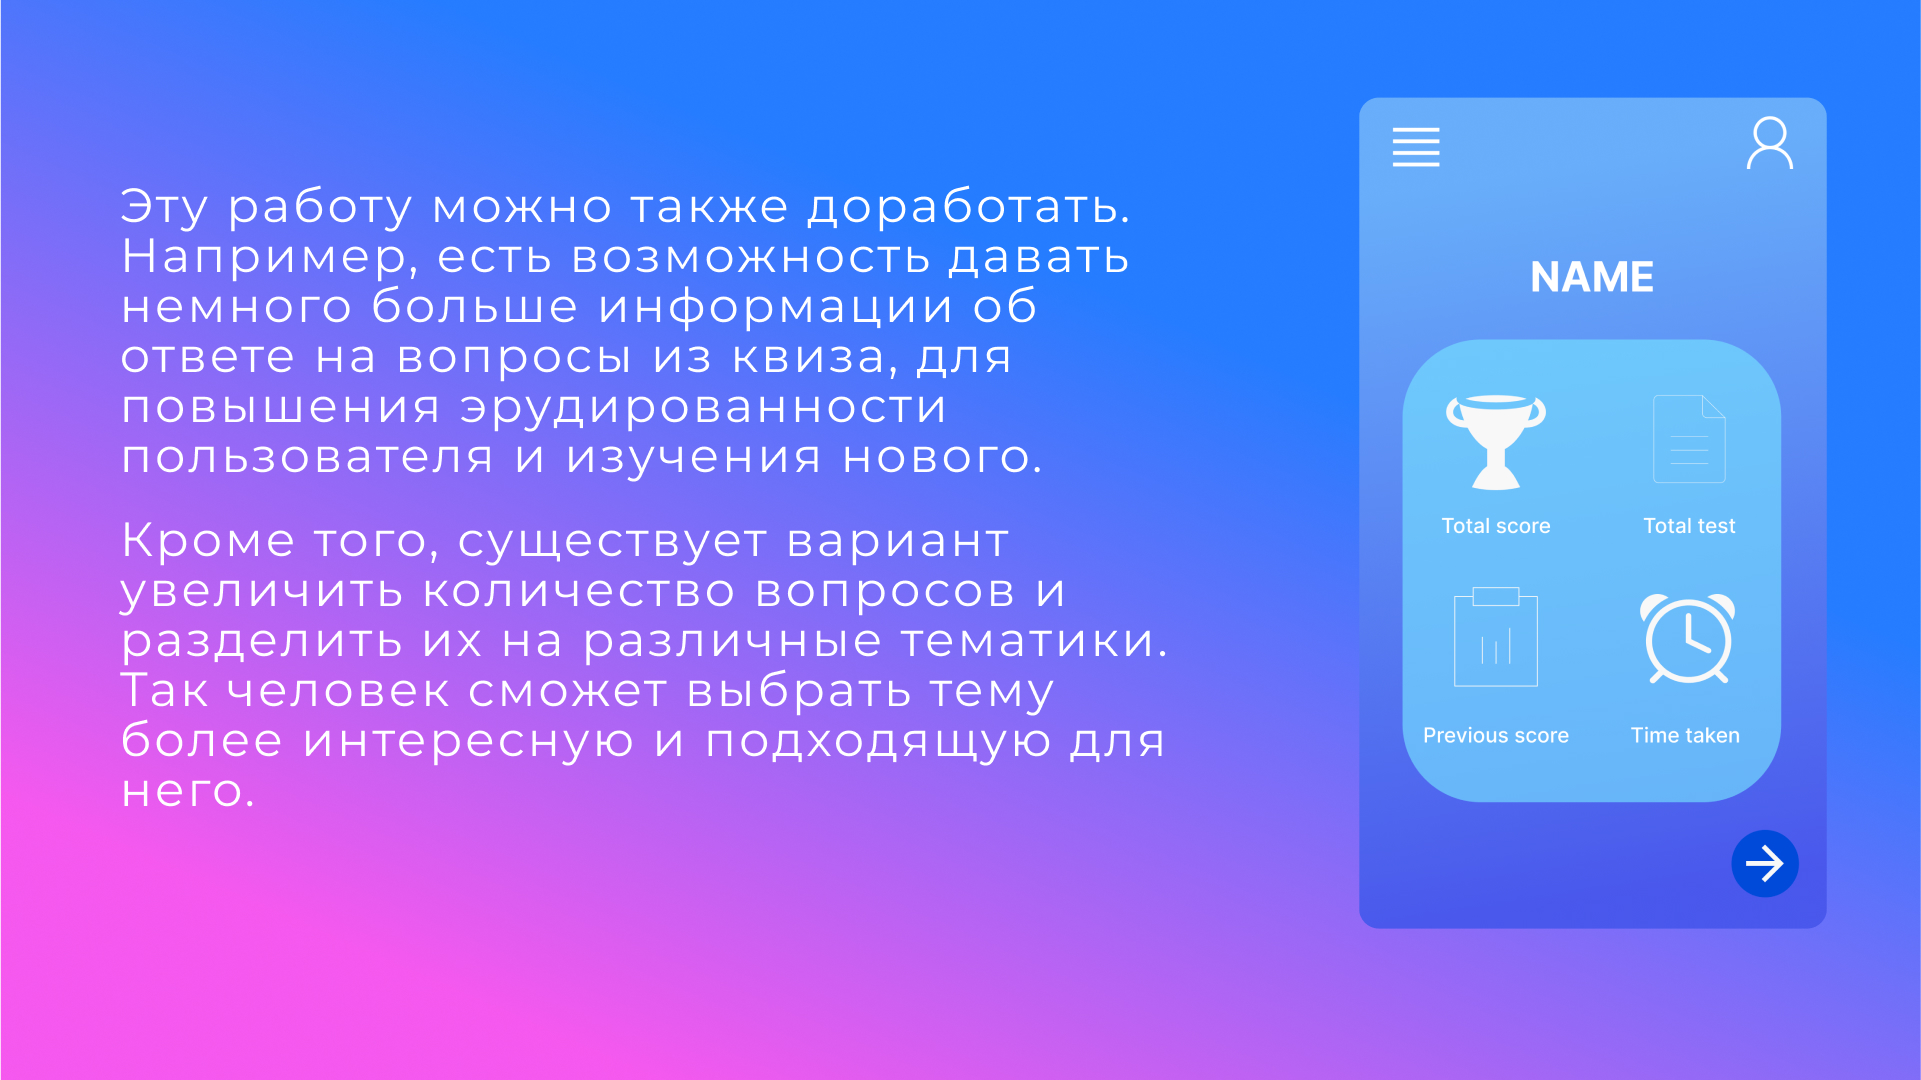 Эту работу можно также доработать.
Например, есть возможность давать
немного больше информации об
ответе на вопросы из квиза, для
повышения эрудированности
пользователя и изучения нового.
Кроме того, существует вариант
увеличить количество вопросов и
разделить их на различные тематики.
Так человек сможет выбрать тему
более интересную и подходящую для
него.
NAME
Total score
Total test
Previous score
Time taken